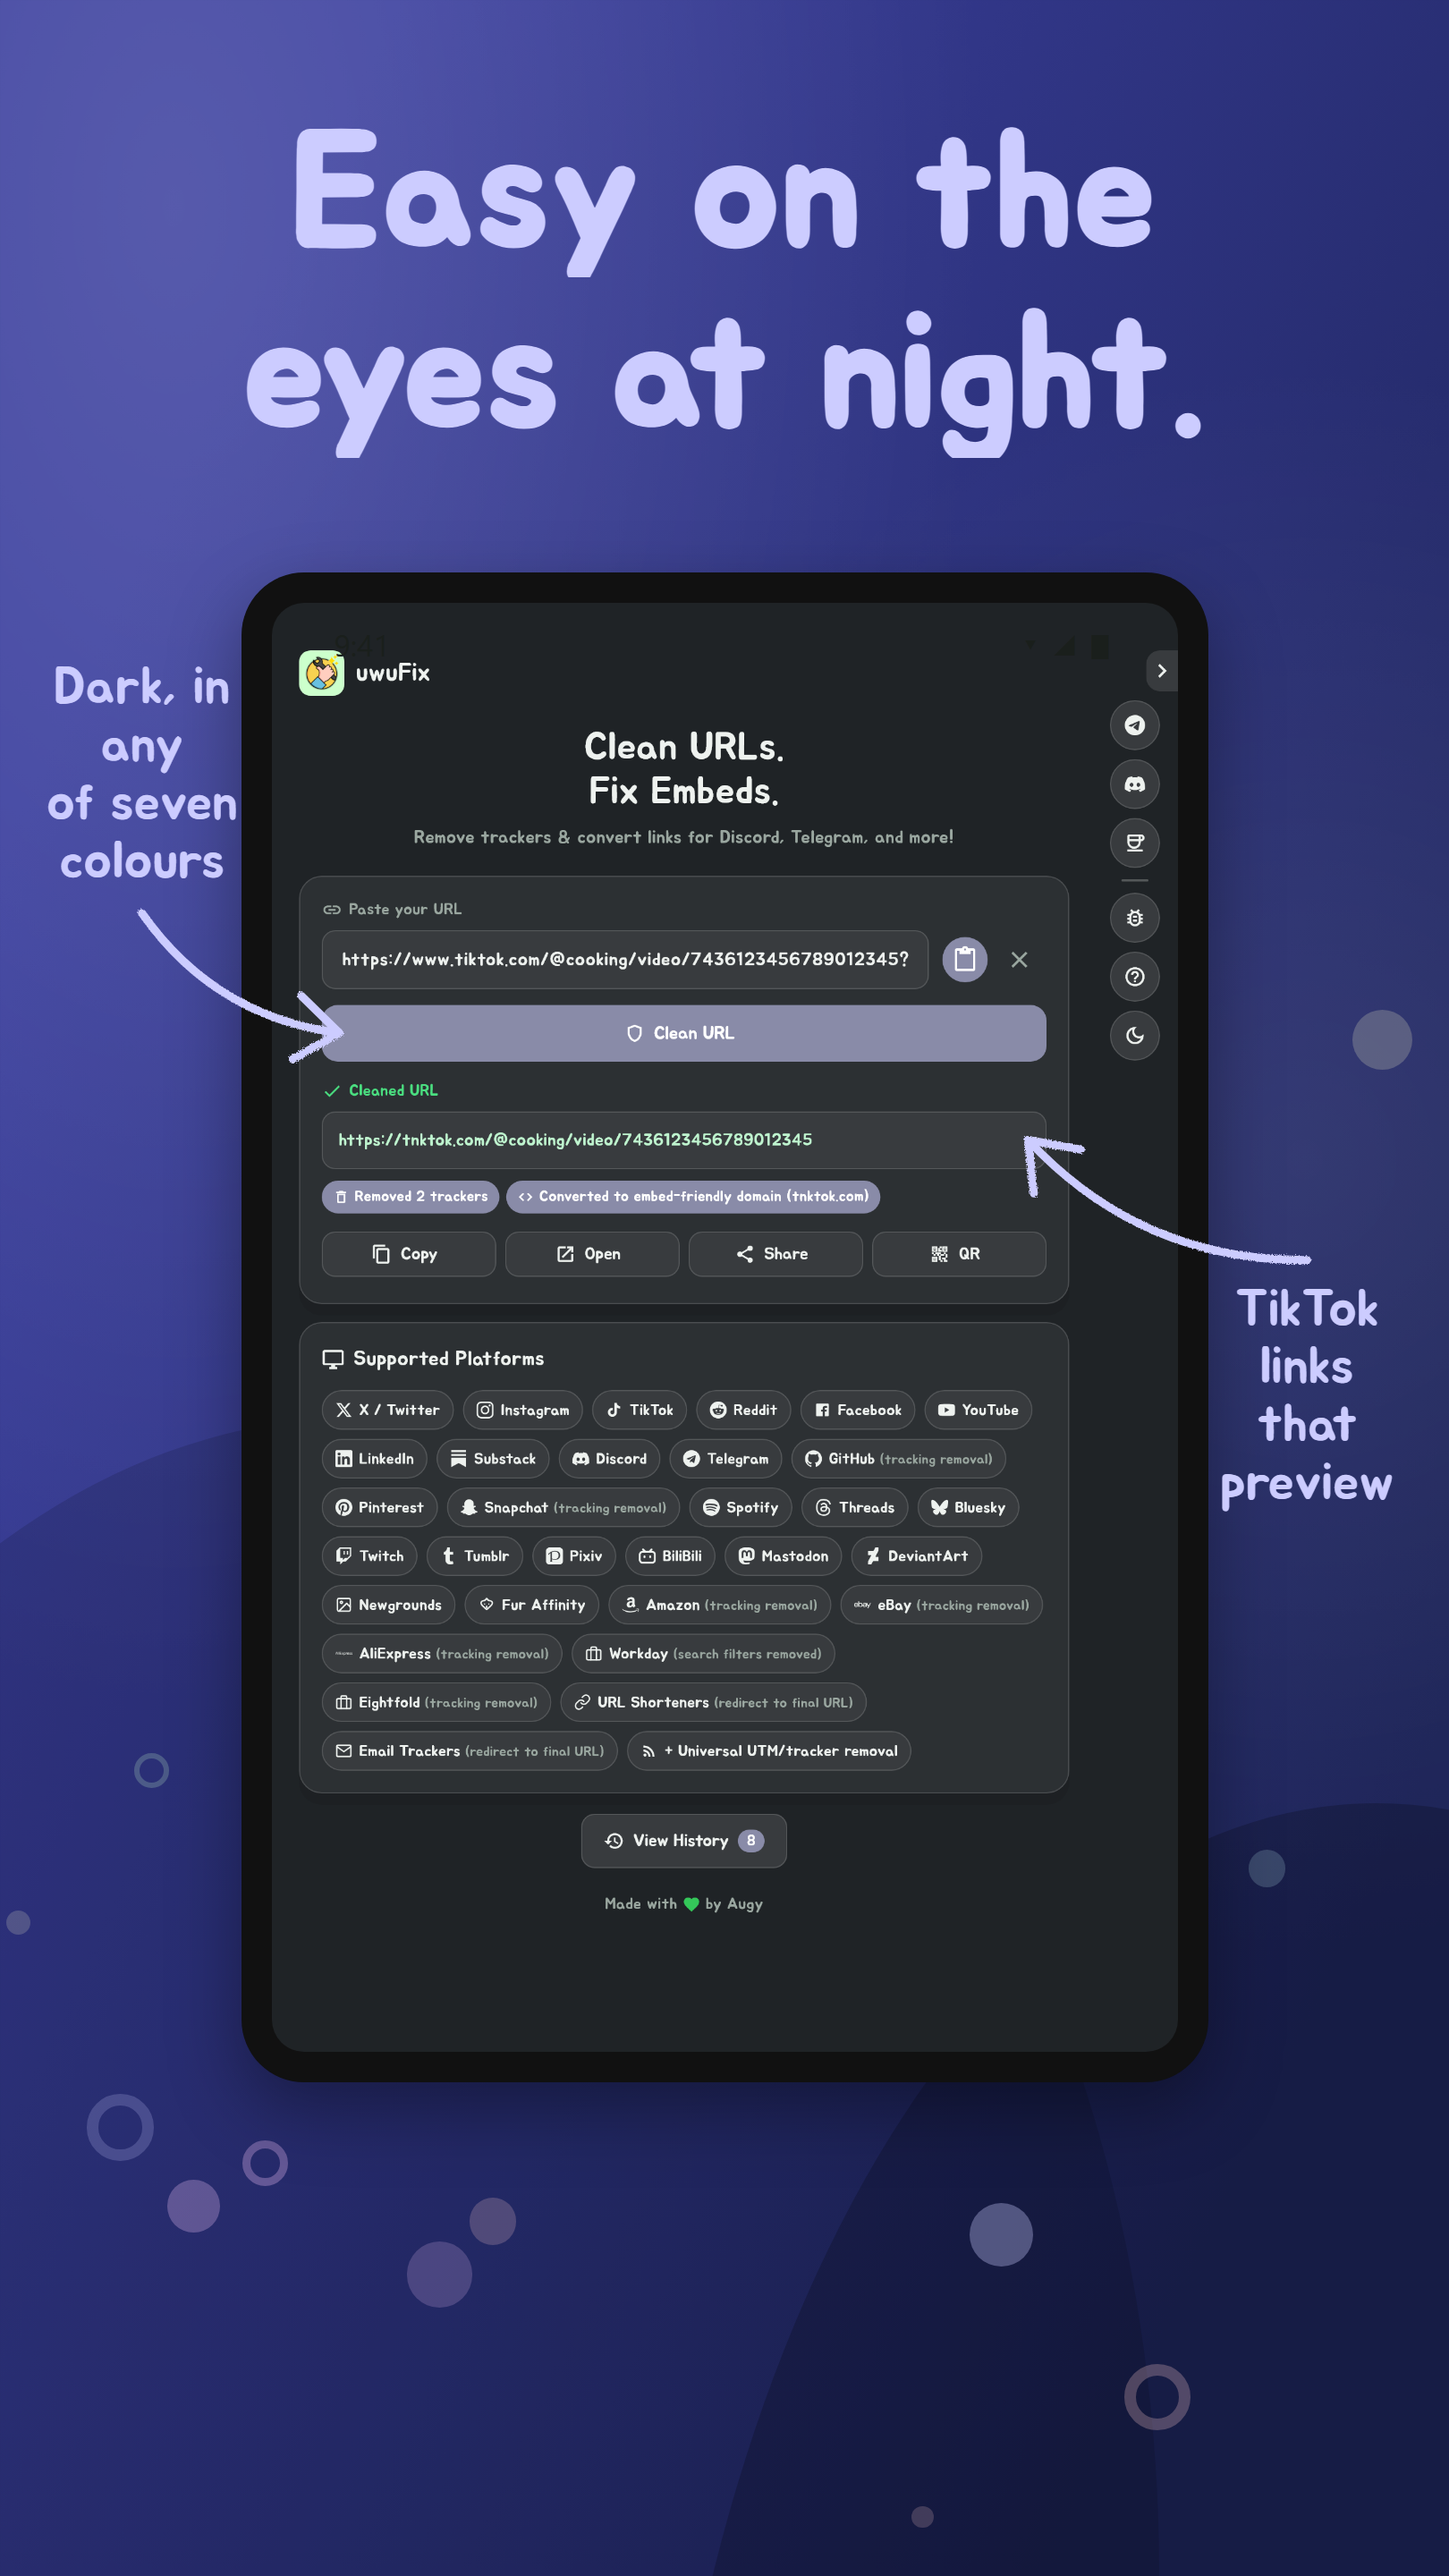 Easy on the
eyes at night.
9:41
uwuFix
Dark, in
any
of seven
colours
Clean URLs.
Fix Embeds.
Remove trackers & convert links for Discord, Telegram, and more!
Paste your URL
https://www.tiktok.com/@cooking/video/7436123456789012345?
Clean URL
Cleaned URL
https://tnktok.com/@cooking/video/7436123456789012345
Removed 2 trackers
Converted to embed-friendly domain (tnktok.com)
Copy
Open
Share
QR
TikTok
links
that
preview
Supported Platforms
X / Twitter
Instagram
TikTok
Reddit
Facebook
YouTube
LinkedIn
Substack
Discord
Telegram
GitHub (tracking removal)
Pinterest
Snapchat (tracking removal)
Spotify
Threads
Bluesky
Twitch
Tumblr
Pixiv
BiliBili
Mastodon
DeviantArt
Newgrounds
Fur Affinity
Amazon (tracking removal)
ebay eBay (tracking removal)
AliExpress (tracking removal)
Workday (search filters removed)
Eightfold (tracking removal)
URL Shorteners (redirect to final URL)
Email Trackers (redirect to final URL)
+ Universal UTM/tracker removal
View History 8
Made with 💚 by Augy